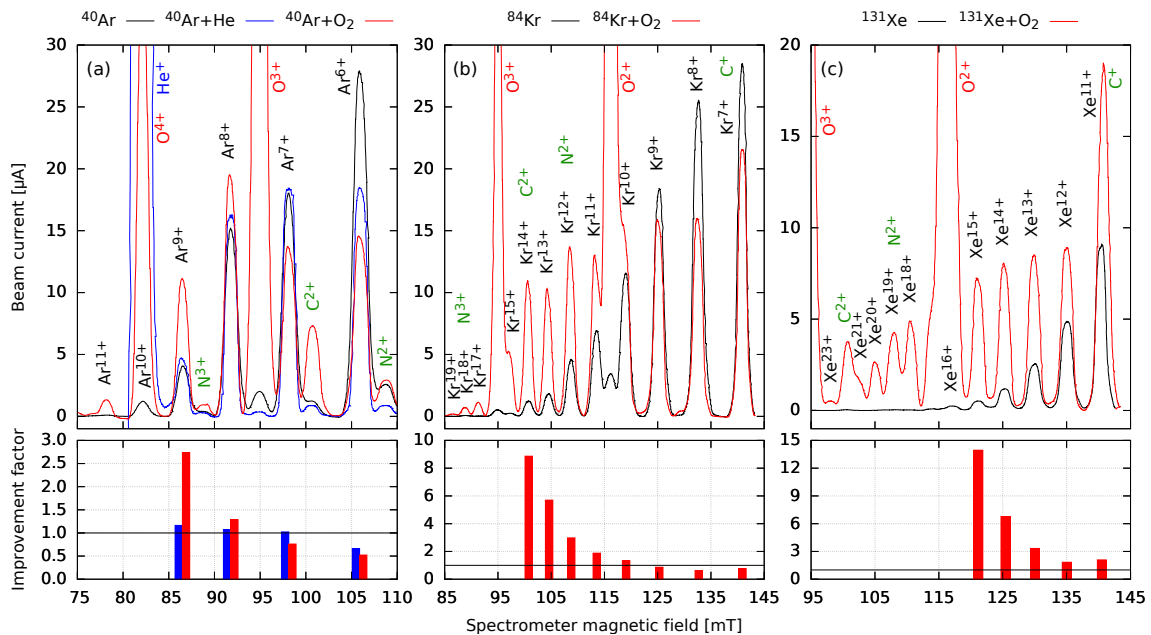 ⁴⁰Ar ⁴⁰Ar+He ⁴⁰Ar+O₂ ⁸⁴Kr ⁸⁴Kr+O₂ ¹³¹Xe ¹³¹Xe+O₂
Beam current [μA]
30
25
20
15
10
5
0
(a)
He⁺
O⁴⁺
Ar¹¹⁺
Ar¹⁰⁺
Ar⁹⁺
N³⁺
Ar⁸⁺
O³⁺
Ar⁷⁺
C²⁺
Ar⁶⁺
N²⁺
30
25
20
15
10
5
0
(b)
Kr¹⁹⁺
Kr¹⁸⁺
Kr¹⁷⁺
N³⁺
O³⁺
Kr¹⁵⁺
C²⁺
Kr¹⁴⁺
Kr¹³⁺
N²⁺
Kr¹²⁺
Kr¹¹⁺
O²⁺
Kr¹⁰⁺
Kr⁹⁺
Kr⁸⁺
C⁺
Kr⁷⁺
20
15
10
5
0
(c)
O³⁺
Xe²³⁺
C²⁺
Xe²¹⁺
Xe²⁰⁺
N²⁺
Xe¹⁹⁺
Xe¹⁸⁺
Xe¹⁶⁺
O²⁺
Xe¹⁵⁺
Xe¹⁴⁺
Xe¹³⁺
Xe¹²⁺
Xe¹¹⁺
C⁺
Improvement factor
3.0
2.5
2.0
1.5
1.0
0.5
0.0
75 80 85 90 95 100 105 110
10
8
6
4
2
0
85 95 105 115 125 135 145
15
12
9
6
3
0
95 105 115 125 135 145
Spectrometer magnetic field [mT]